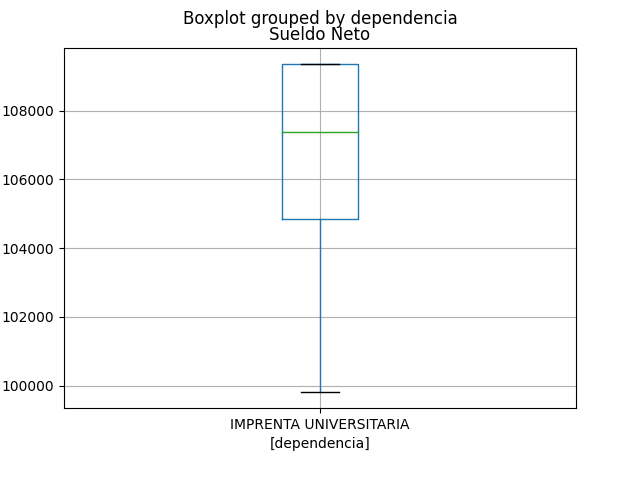 Boxplot grouped by dependencia
Sueldo Neto
108000
106000
104000
102000
100000
IMPRENTA UNIVERSITARIA
[dependencia]